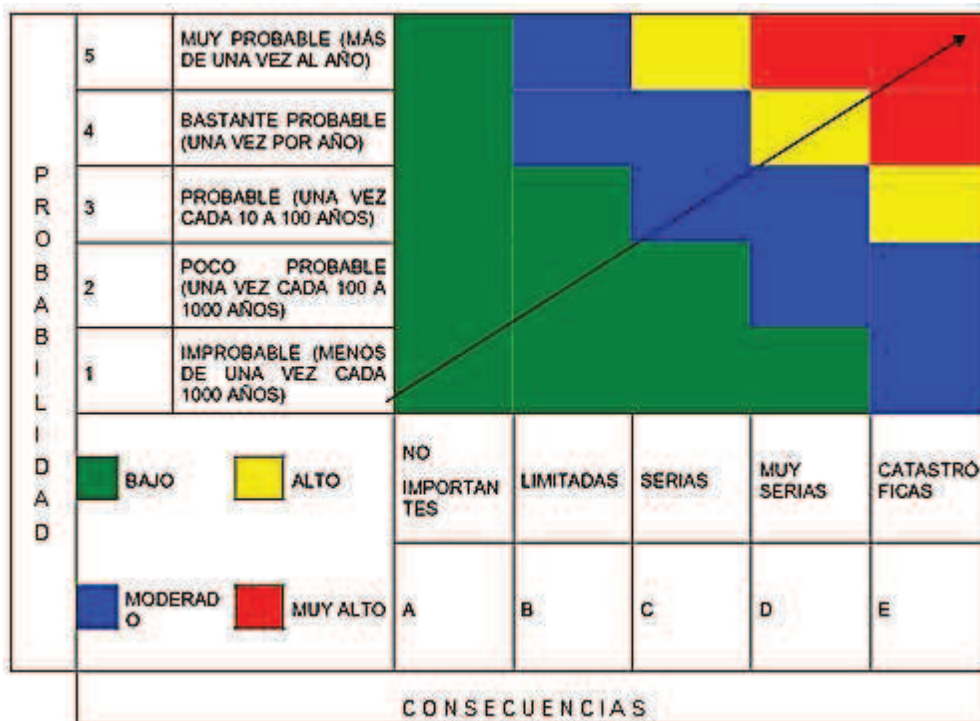 PROBABILIDAD
5
MUY PROBABLE (MÁS
DE UNA VEZ AL AÑO)
4
BASTANTE PROBABLE
(UNA VEZ POR AÑO)
3
PROBABLE (UNA VEZ
CADA 10 A 100 AÑOS)
2
POCO PROBABLE
(UNA VEZ CADA 100 A
1000 AÑOS)
1
IMPROBABLE (MENOS
DE UNA VEZ CADA
1000 AÑOS)
BAJO
ALTO
MODERAD
O
MUY ALTO
NO
IMPORTAN
TES
LIMITADAS
SERIAS
MUY
SERIAS
CATASTRÓ
FICAS
A
B
C
D
E
CONSECUENCIAS